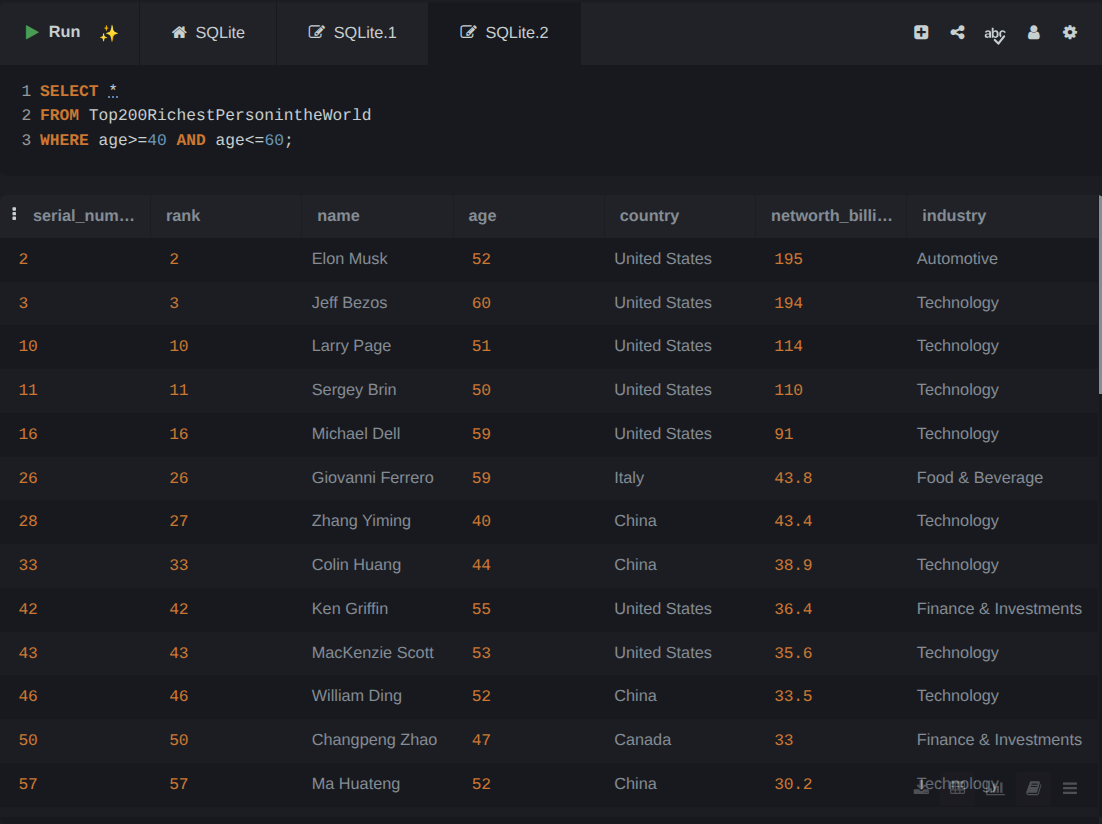 Run SQLite SQLite.1 SQLite.2 abc
1 SELECT *
2 FROM Top200RichestPersonintheWorld
3 WHERE age>=40 AND age<=60;
serial_num… rank name age country networth_billi… industry
2 2 Elon Musk 52 United States 195 Automotive
3 3 Jeff Bezos 60 United States 194 Technology
10 10 Larry Page 51 United States 114 Technology
11 11 Sergey Brin 50 United States 110 Technology
16 16 Michael Dell 59 United States 91 Technology
26 26 Giovanni Ferrero 59 Italy 43.8 Food & Beverage
28 27 Zhang Yiming 40 China 43.4 Technology
33 33 Colin Huang 44 China 38.9 Technology
42 42 Ken Griffin 55 United States 36.4 Finance & Investments
43 43 MacKenzie Scott 53 United States 35.6 Technology
46 46 William Ding 52 China 33.5 Technology
50 50 Changpeng Zhao 47 Canada 33 Finance & Investments
57 57 Ma Huateng 52 China 30.2 Technology